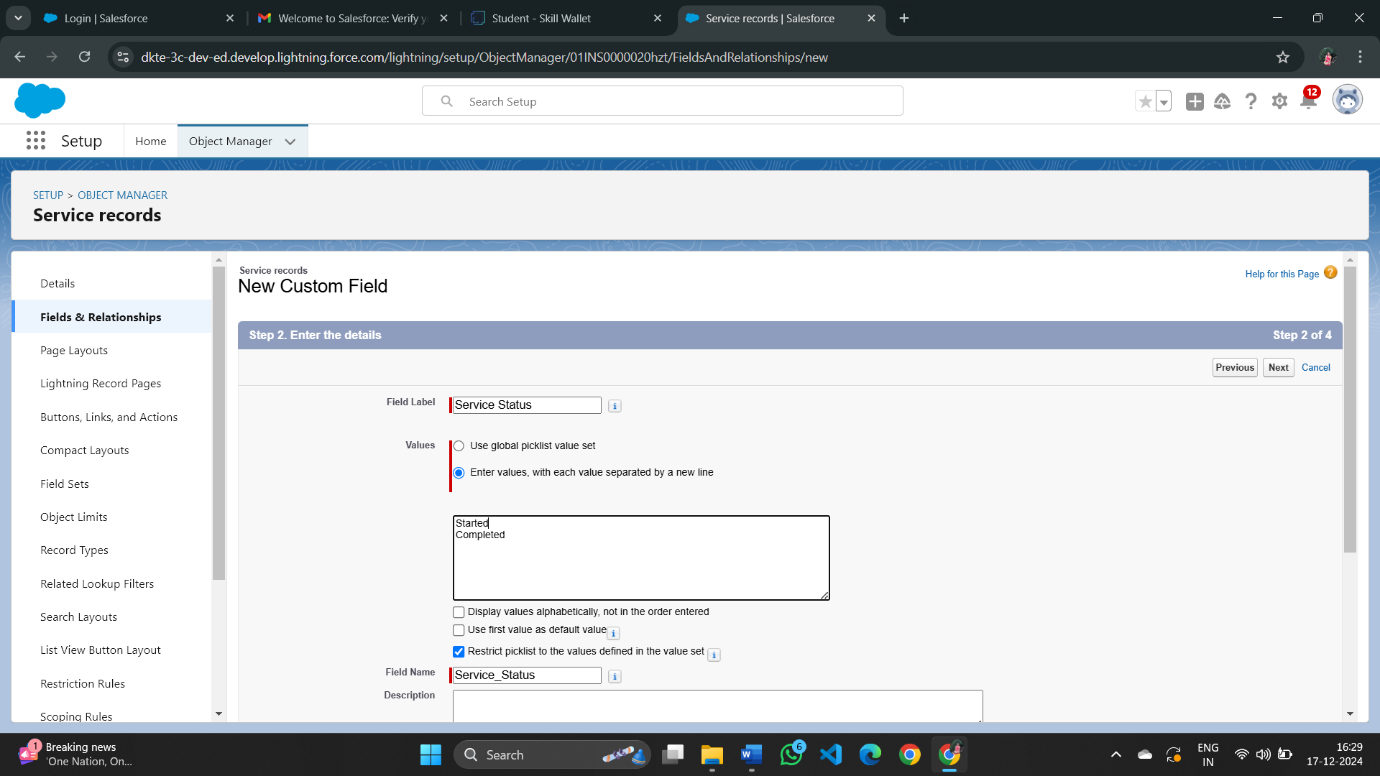 Login | Salesforce
Welcome to Salesforce: Verify y
Student - Skill Wallet
Service records | Salesforce
dkte-3c-dev-ed.develop.lightning.force.com/lightning/setup/ObjectManager/01INS0000020hzt/FieldsAndRelationships/new
Search Setup
12
Setup
Home
Object Manager
SETUP > OBJECT MANAGER
Service records
Details
Fields & Relationships
Page Layouts
Lightning Record Pages
Buttons, Links, and Actions
Compact Layouts
Field Sets
Object Limits
Record Types
Related Lookup Filters
Search Layouts
List View Button Layout
Restriction Rules
Scoping Rules
Service records
New Custom Field
Help for this Page ?
Step 2. Enter the details
Step 2 of 4
Previous
Next
Cancel
Field Label
Service Status
i
Values
Use global picklist value set
Enter values, with each value separated by a new line
Started
Completed
Display values alphabetically, not in the order entered
Use first value as default value
i
Restrict picklist to the values defined in the value set
i
Field Name
Service_Status
i
Description
1
Breaking news
'One Nation, On...
Search
6
ENG
IN
16:29
17-12-2024